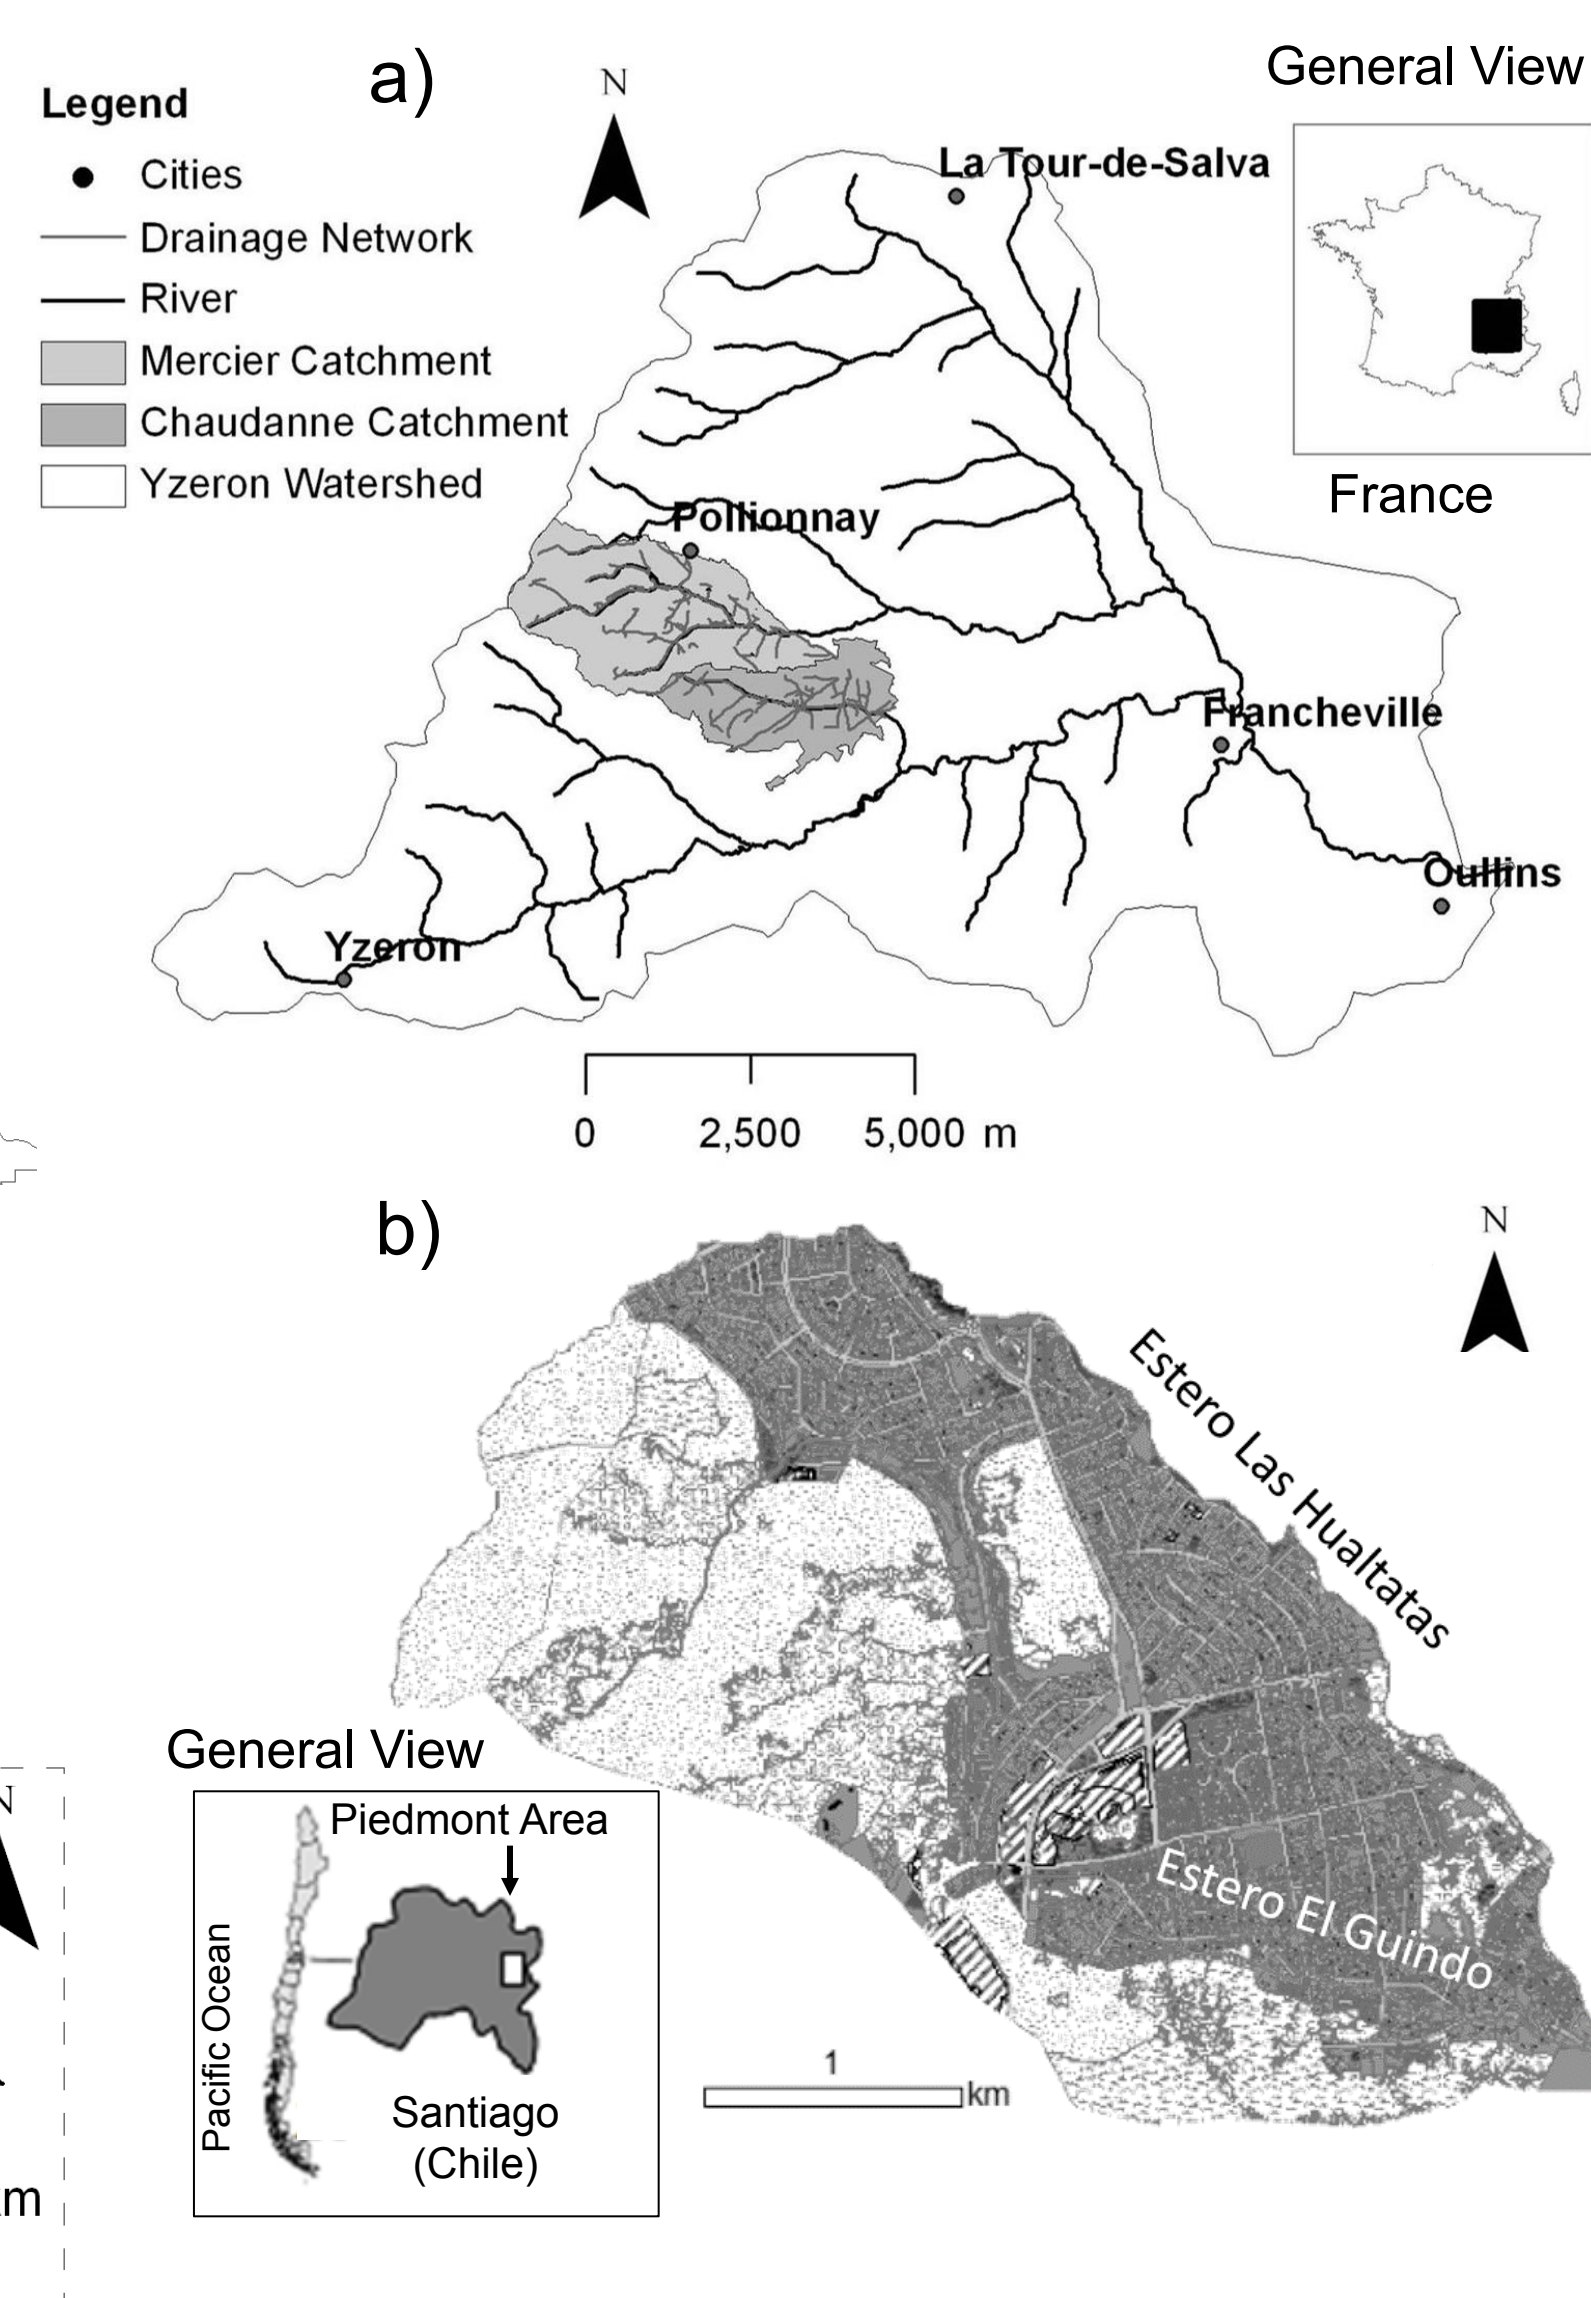 a)
N
General View
Legend
Cities
Drainage Network
River
Mercier Catchment
Chaudanne Catchment
Yzeron Watershed
La Tour-de-Salva
France
Pollionnay
Francheville
Oullins
Yzeron
0 2,500 5,000 m
b)
N
Estero Las Hualtatas
Estero El Guindo
General View
Piedmont Area
Pacific Ocean
Santiago
(Chile)
1
km
N